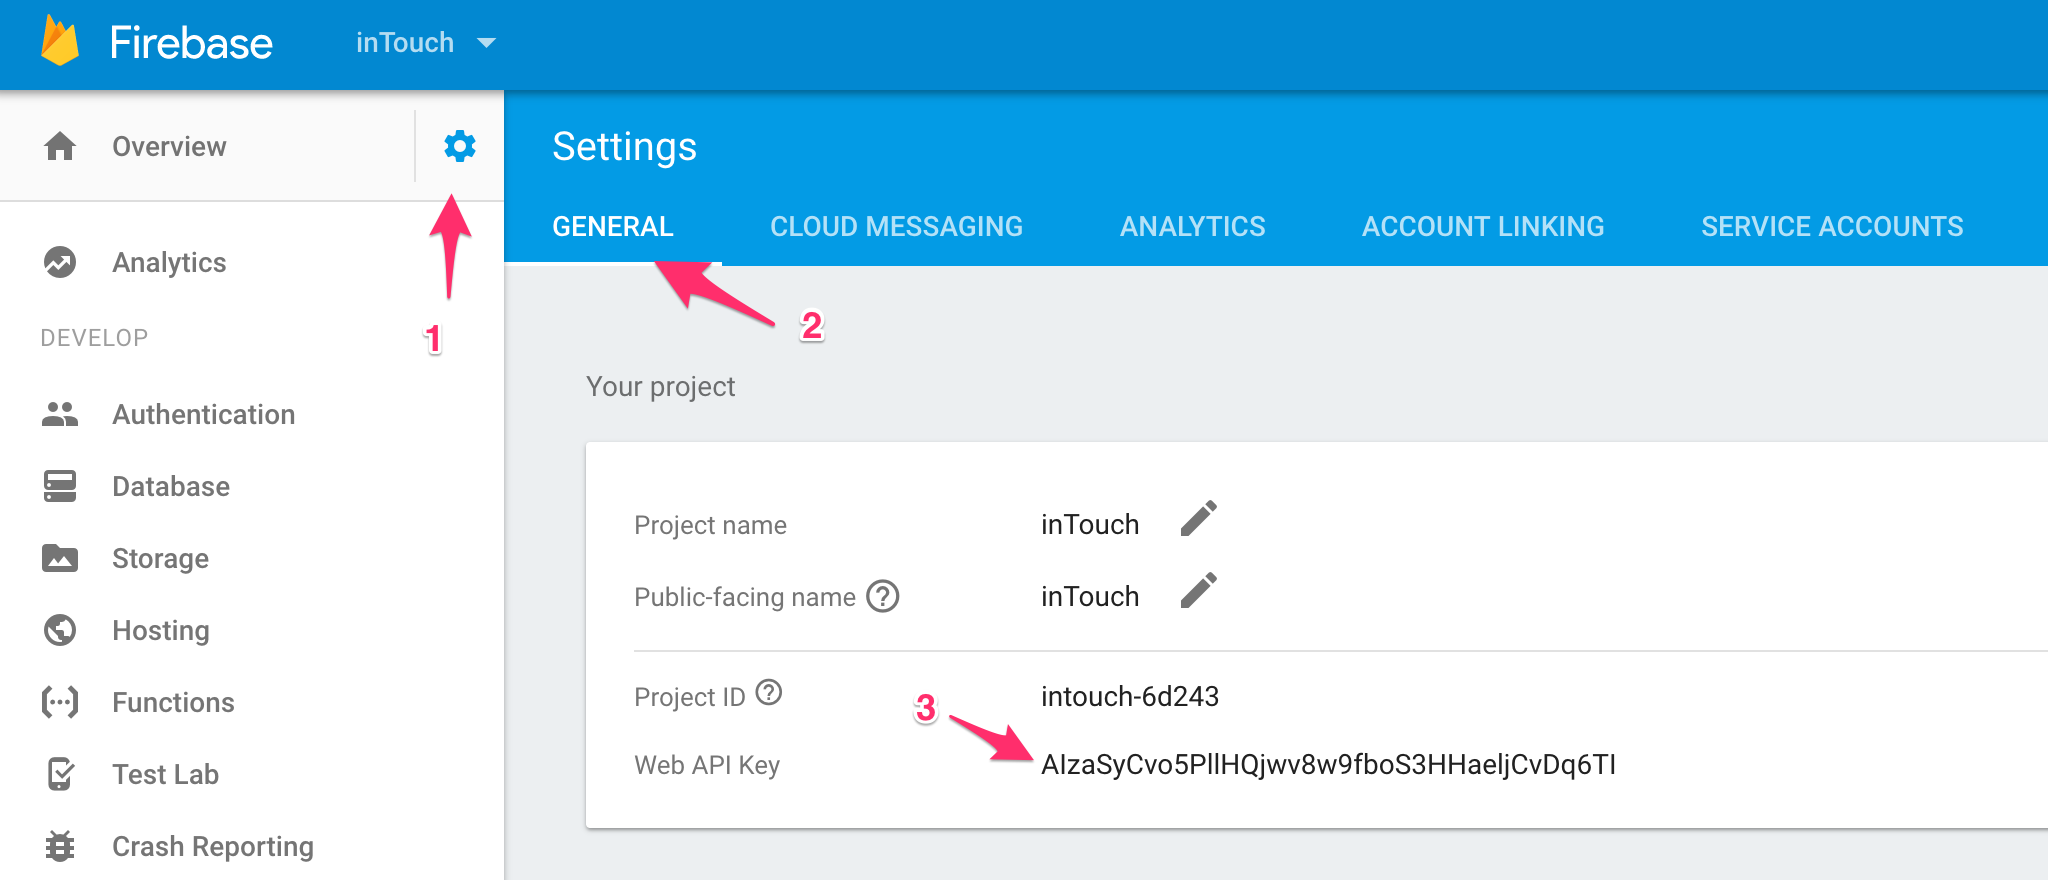 Firebase inTouch
Overview
Settings
GENERAL CLOUD MESSAGING ANALYTICS ACCOUNT LINKING SERVICE ACCOUNTS
Analytics
1
2
DEVELOP
Your project
Authentication
Database
Project name inTouch
Storage
Public-facing name ? inTouch
Hosting
Project ID ? intouch-6d243
3
Functions
Web API Key AIzaSyCvo5PllHQjwv8w9fboS3HHaeljCvDq6TI
Test Lab
Crash Reporting